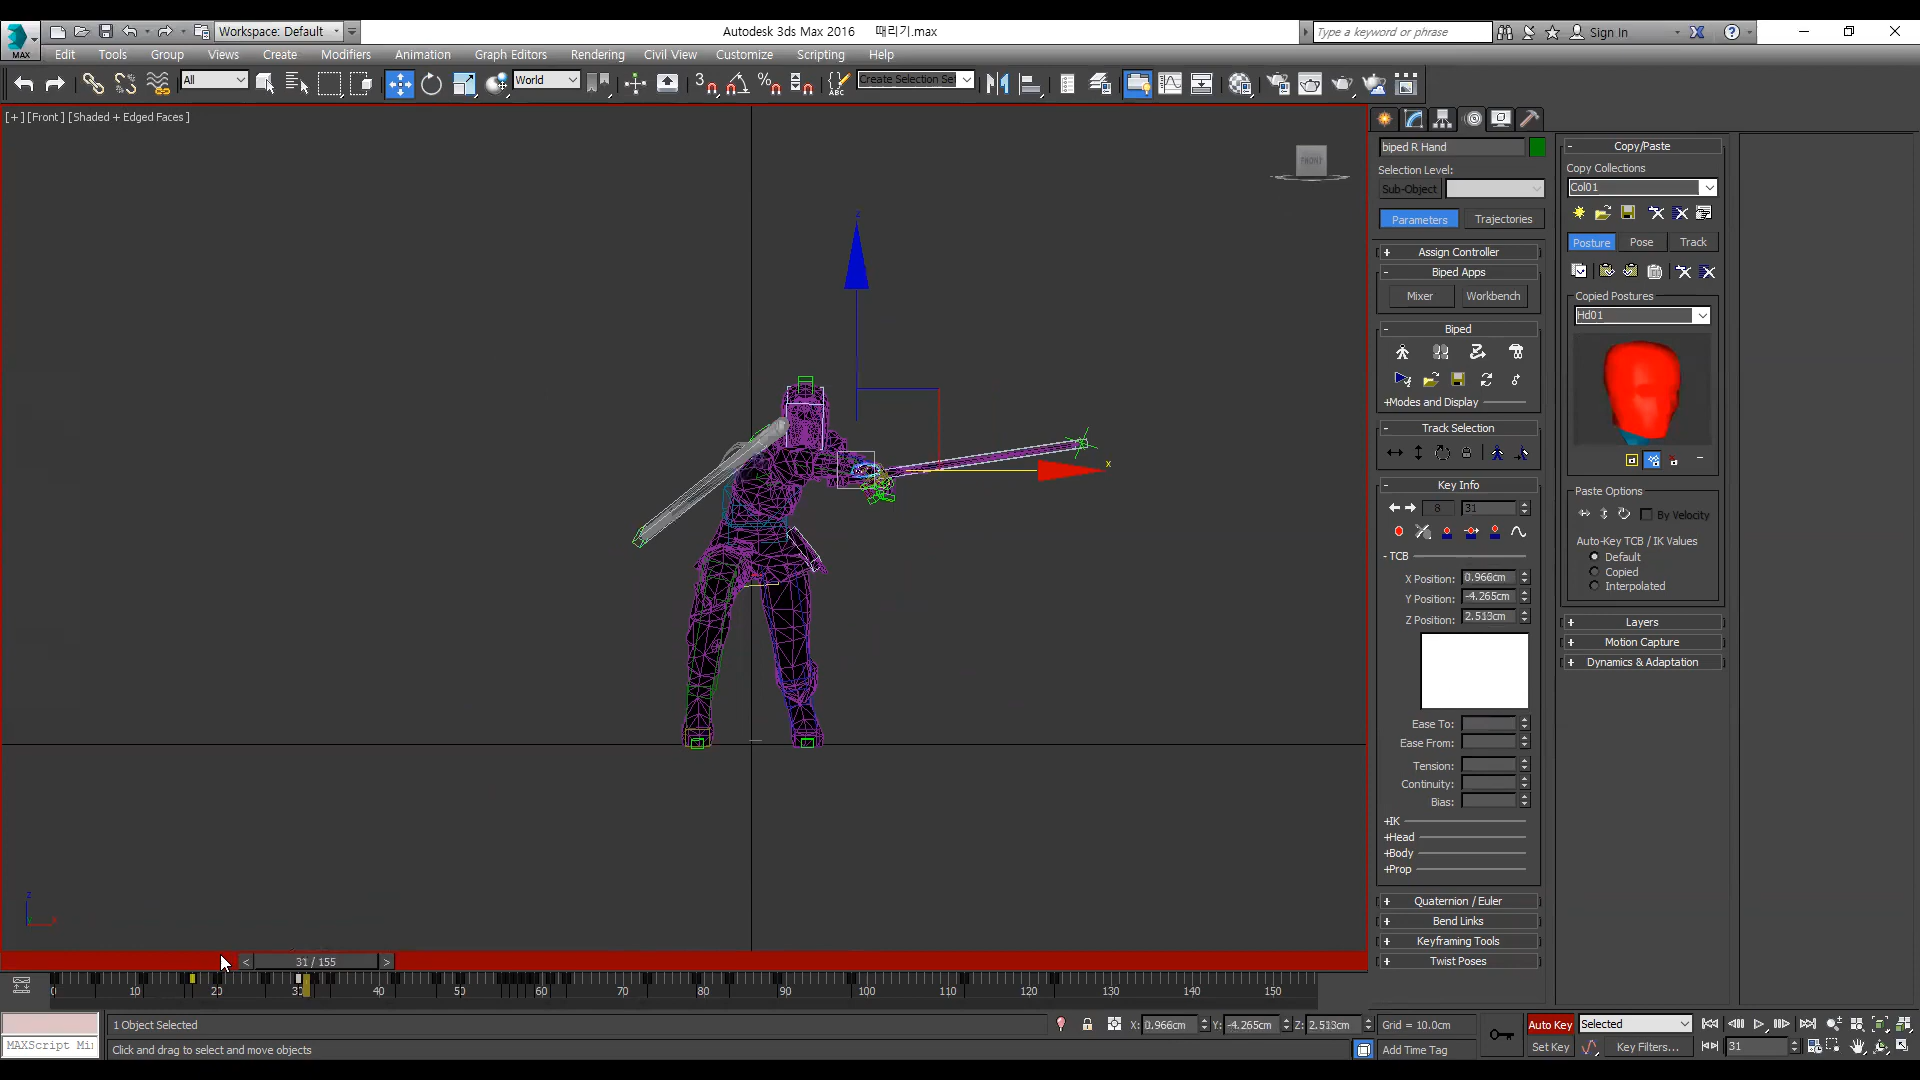 MAX
Workspace: Default
Autodesk 3ds Max 2016 때리기.max
Type a keyword or phrase
Sign In
Edit Tools Group Views Create Modifiers Animation Graph Editors Rendering Civil View Customize Scripting Help
All
World
3
ABC
Create Selection Se
[+] [Front] [Shaded + Edged Faces]
FRONT
z
x
biped R Hand
Selection Level:
Sub-Object
Parameters Trajectories
+ Assign Controller
- Biped Apps
Mixer Workbench
- Biped
+Modes and Display
- Track Selection
- Key Info
8 31
- TCB
X Position: 0.966cm
Y Position: -4.265cm
Z Position: 2.513cm
Ease To:
Ease From:
Tension:
Continuity:
Bias:
+IK
+Head
+Body
+Prop
+ Quaternion / Euler
+ Bend Links
+ Keyframing Tools
+ Twist Poses
- Copy/Paste
Copy Collections
Col01
Posture Pose Track
Copied Postures
Hd01
Paste Options
By Velocity
Auto-Key TCB / IK Values
Default
Copied
Interpolated
+ Layers
+ Motion Capture
+ Dynamics & Adaptation
z
x
< 31 / 155 >
0 10 20 30 40 50 60 70 80 90 100 110 120 130 140 150
1 Object Selected
X: 0.966cm Y: -4.265cm Z: 2.513cm Grid = 10.0cm
Auto Key Selected
MAXScript Mi
Click and drag to select and move objects
Add Time Tag
Set Key Key Filters... 31